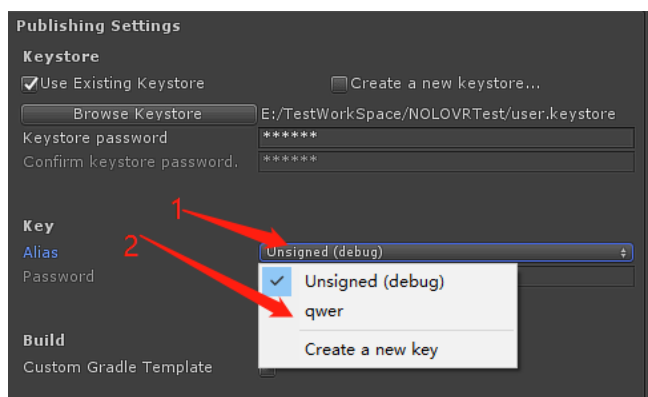 Publishing Settings
Keystore
Use Existing Keystore Create a new keystore...
Browse Keystore E:/TestWorkSpace/NOLOVRTest/user.keystore
Keystore password ******
Confirm keystore password. ******
1
Key
2
Alias Unsigned (debug)
Password
Unsigned (debug)
qwer
Build
Create a new key
Custom Gradle Template